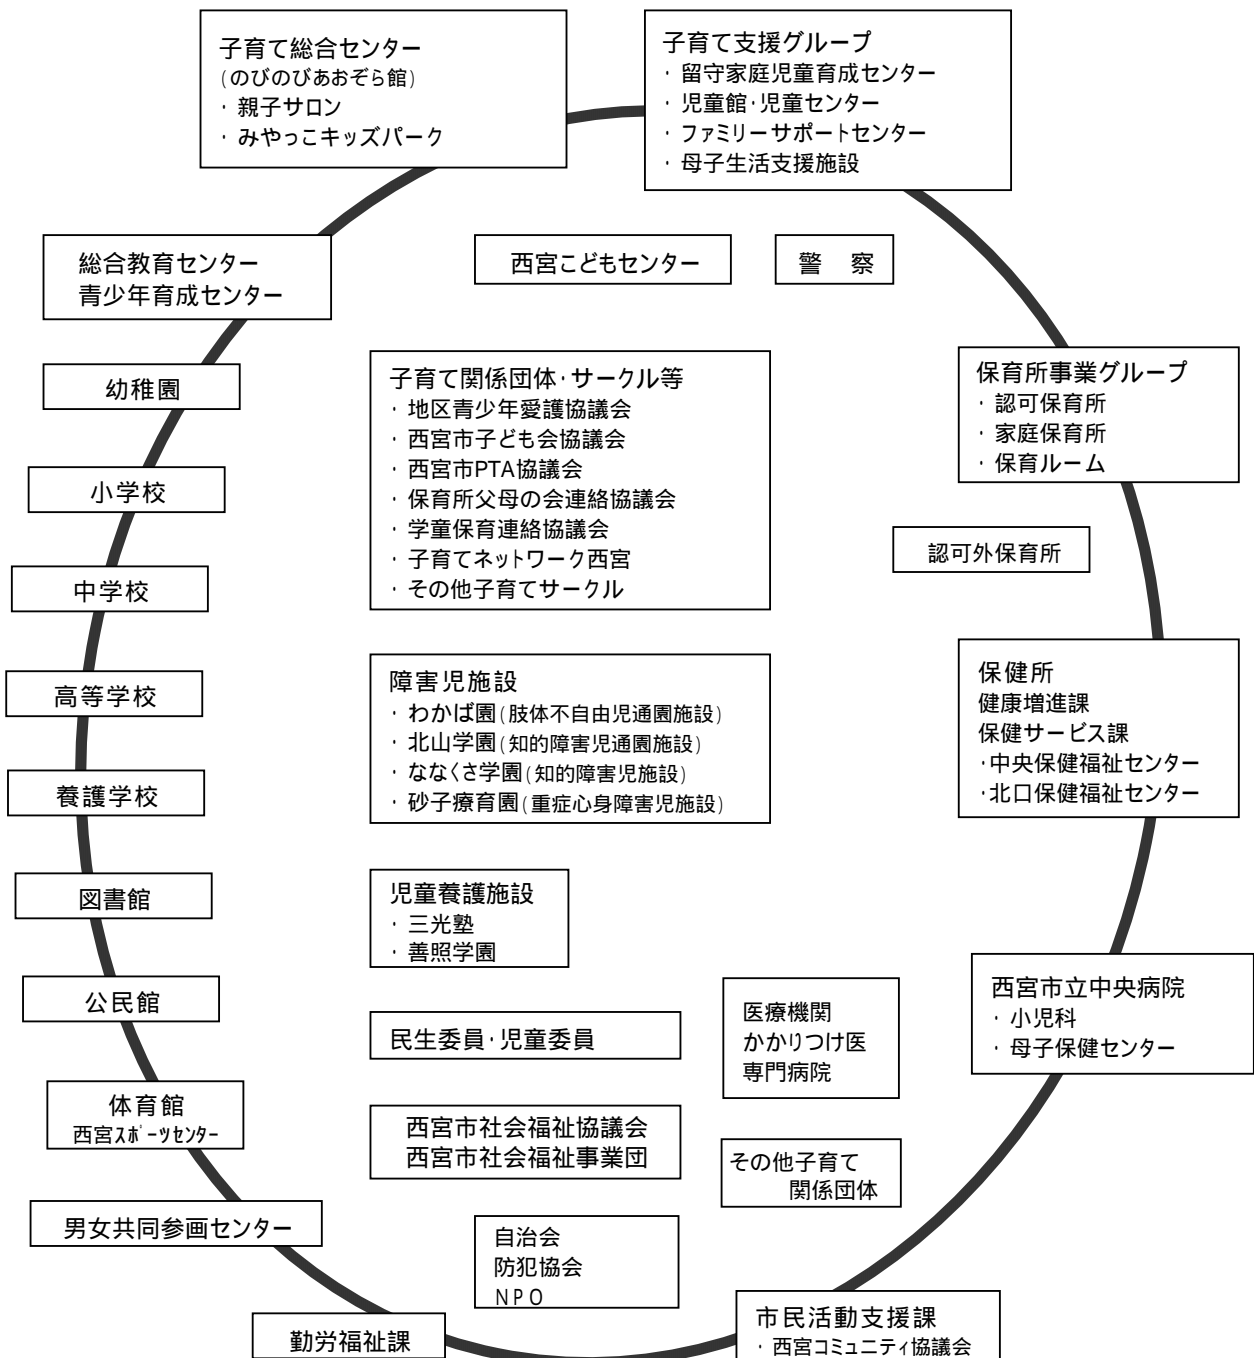 子育て総合センター
(のびのびあおぞら館)
・親子サロン
・みやっこキッズパーク
子育て支援グループ
・留守家庭児童育成センター
・児童館・児童センター
・ファミリーサポートセンター
・母子生活支援施設
総合教育センター
青少年育成センター
西宮こどもセンター
警　察
幼稚園
小学校
中学校
高等学校
養護学校
図書館
公民館
体育館
西宮スポーツセンター
男女共同参画センター
勤労福祉課
子育て関係団体・サークル等
・地区青少年愛護協議会
・西宮市子ども会協議会
・西宮市PTA協議会
・保育所父母の会連絡協議会
・学童保育連絡協議会
・子育てネットワーク西宮
・その他子育てサークル
障害児施設
・わかば園(肢体不自由児通園施設)
・北山学園(知的障害児通園施設)
・ななくさ学園(知的障害児施設)
・砂子療育園(重症心身障害児施設)
児童養護施設
・三光塾
・善照学園
民生委員・児童委員
西宮市社会福祉協議会
西宮市社会福祉事業団
自治会
防犯協会
NPO
医療機関
かかりつけ医
専門病院
その他子育て
関係団体
保育所事業グループ
・認可保育所
・家庭保育所
・保育ルーム
認可外保育所
保健所
健康増進課
保健サービス課
・中央保健福祉センター
・北口保健福祉センター
西宮市立中央病院
・小児科
・母子保健センター
市民活動支援課
・西宮コミュニティ協議会